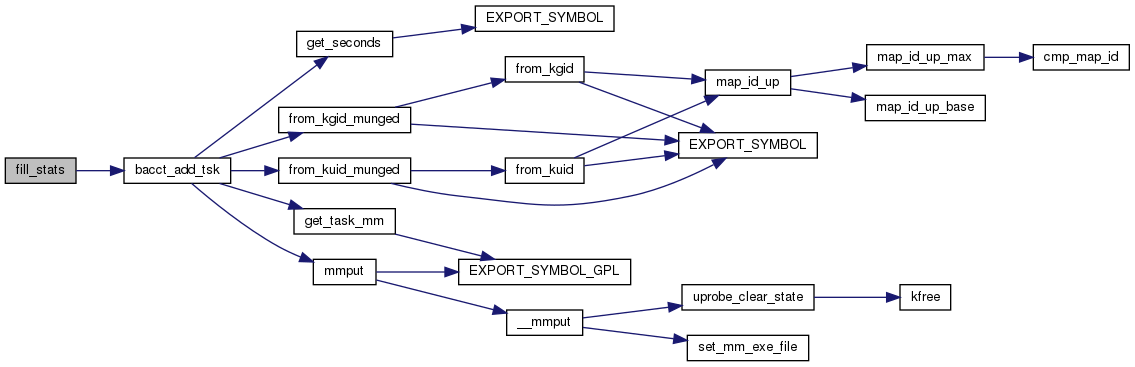 EXPORT_SYMBOL
get_seconds
map_id_up_max
cmp_map_id
from_kgid
map_id_up
map_id_up_base
from_kgid_munged
EXPORT_SYMBOL
fill_stats
bacct_add_tsk
from_kuid_munged
from_kuid
get_task_mm
mmput
EXPORT_SYMBOL_GPL
uprobe_clear_state
kfree
__mmput
set_mm_exe_file